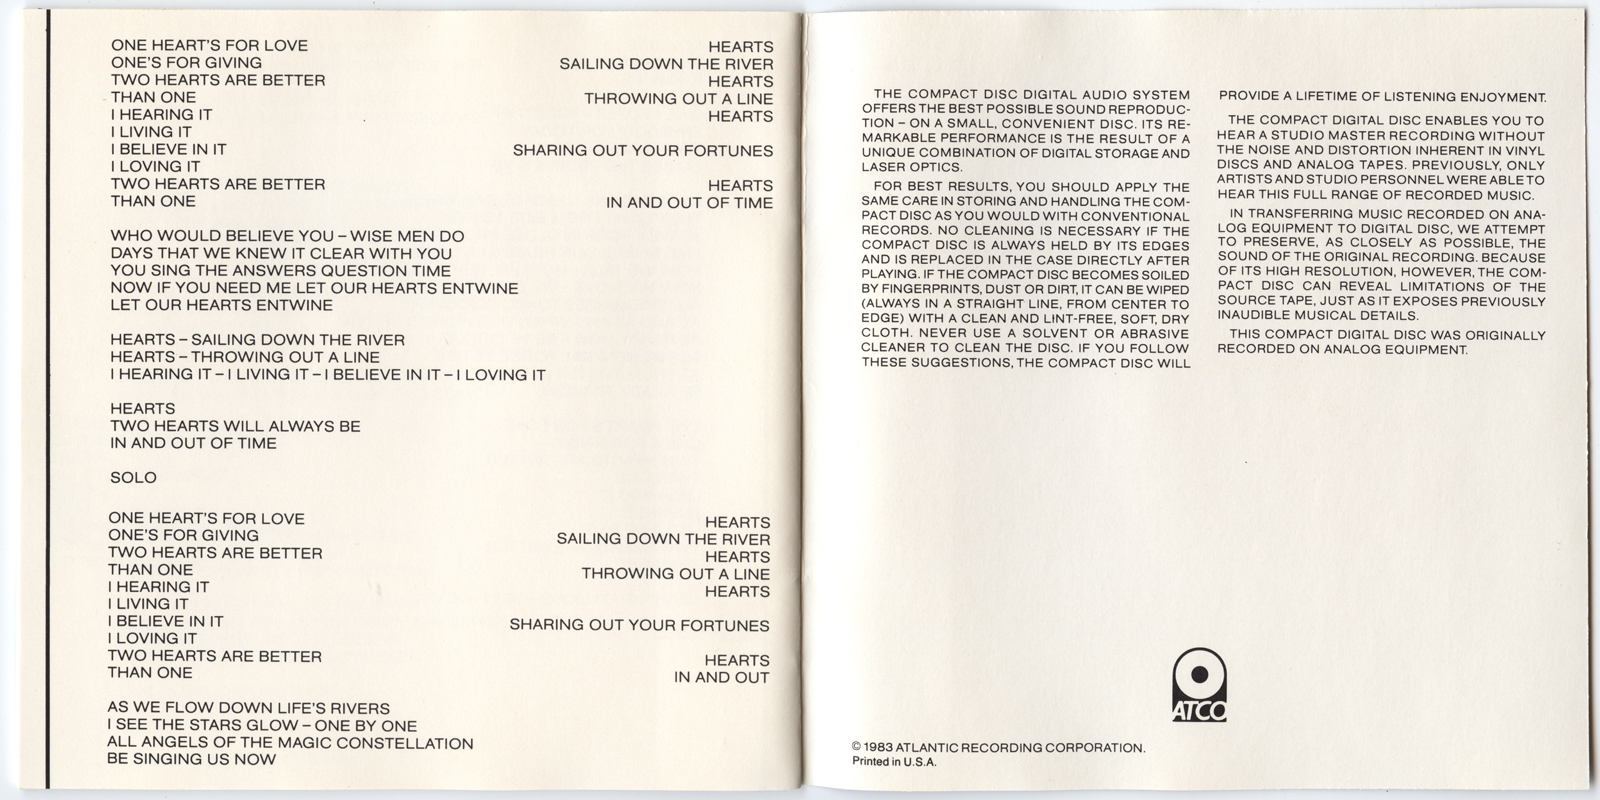 ONE HEART'S FOR LOVE
ONE'S FOR GIVING
TWO HEARTS ARE BETTER
THAN ONE
I HEARING IT
I LIVING IT
I BELIEVE IN IT
I LOVING IT
TWO HEARTS ARE BETTER
THAN ONE
HEARTS
SAILING DOWN THE RIVER
HEARTS
THROWING OUT A LINE
HEARTS
SHARING OUT YOUR FORTUNES
HEARTS
IN AND OUT OF TIME
WHO WOULD BELIEVE YOU – WISE MEN DO
DAYS THAT WE KNEW IT CLEAR WITH YOU
YOU SING THE ANSWERS QUESTION TIME
NOW IF YOU NEED ME LET OUR HEARTS ENTWINE
LET OUR HEARTS ENTWINE
HEARTS – SAILING DOWN THE RIVER
HEARTS – THROWING OUT A LINE
I HEARING IT – I LIVING IT – I BELIEVE IN IT – I LOVING IT
HEARTS
TWO HEARTS WILL ALWAYS BE
IN AND OUT OF TIME
SOLO
ONE HEART'S FOR LOVE
ONE'S FOR GIVING
TWO HEARTS ARE BETTER
THAN ONE
I HEARING IT
I LIVING IT
I BELIEVE IN IT
I LOVING IT
TWO HEARTS ARE BETTER
THAN ONE
HEARTS
SAILING DOWN THE RIVER
HEARTS
THROWING OUT A LINE
HEARTS
SHARING OUT YOUR FORTUNES
HEARTS
IN AND OUT
AS WE FLOW DOWN LIFE'S RIVERS
I SEE THE STARS GLOW – ONE BY ONE
ALL ANGELS OF THE MAGIC CONSTELLATION
BE SINGING US NOW
THE COMPACT DISC DIGITAL AUDIO SYSTEM
OFFERS THE BEST POSSIBLE SOUND REPRODUC-
TION – ON A SMALL, CONVENIENT DISC. ITS RE-
MARKABLE PERFORMANCE IS THE RESULT OF A
UNIQUE COMBINATION OF DIGITAL STORAGE AND
LASER OPTICS.
FOR BEST RESULTS, YOU SHOULD APPLY THE
SAME CARE IN STORING AND HANDLING THE COM-
PACT DISC AS YOU WOULD WITH CONVENTIONAL
RECORDS. NO CLEANING IS NECESSARY IF THE
COMPACT DISC IS ALWAYS HELD BY ITS EDGES
AND IS REPLACED IN THE CASE DIRECTLY AFTER
PLAYING. IF THE COMPACT DISC BECOMES SOILED
BY FINGERPRINTS, DUST OR DIRT, IT CAN BE WIPED
(ALWAYS IN A STRAIGHT LINE, FROM CENTER TO
EDGE) WITH A CLEAN AND LINT-FREE, SOFT, DRY
CLOTH. NEVER USE A SOLVENT OR ABRASIVE
CLEANER TO CLEAN THE DISC. IF YOU FOLLOW
THESE SUGGESTIONS, THE COMPACT DISC WILL
PROVIDE A LIFETIME OF LISTENING ENJOYMENT.
THE COMPACT DIGITAL DISC ENABLES YOU TO
HEAR A STUDIO MASTER RECORDING WITHOUT
THE NOISE AND DISTORTION INHERENT IN VINYL
DISCS AND ANALOG TAPES. PREVIOUSLY, ONLY
ARTISTS AND STUDIO PERSONNEL WERE ABLE TO
HEAR THIS FULL RANGE OF RECORDED MUSIC.
IN TRANSFERRING MUSIC RECORDED ON ANA-
LOG EQUIPMENT TO DIGITAL DISC, WE ATTEMPT
TO PRESERVE, AS CLOSELY AS POSSIBLE, THE
SOUND OF THE ORIGINAL RECORDING. BECAUSE
OF ITS HIGH RESOLUTION, HOWEVER, THE COM-
PACT DISC CAN REVEAL LIMITATIONS OF THE
SOURCE TAPE, JUST AS IT EXPOSES PREVIOUSLY
INAUDIBLE MUSICAL DETAILS.
THIS COMPACT DIGITAL DISC WAS ORIGINALLY
RECORDED ON ANALOG EQUIPMENT.
ATCO
© 1983 ATLANTIC RECORDING CORPORATION.
Printed in U.S.A.